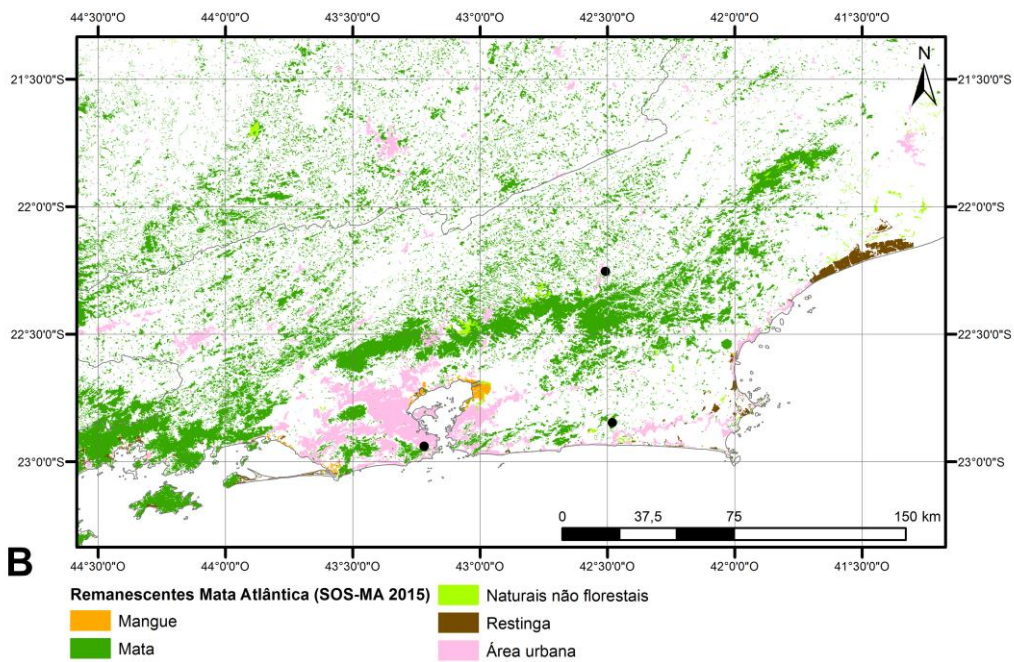 44°30'0"O 44°0'0"O 43°30'0"O 43°0'0"O 42°30'0"O 42°0'0"O 41°30'0"O
N
21°30'0"S 21°30'0"S
22°0'0"S 22°0'0"S
22°30'0"S 22°30'0"S
23°0'0"S 23°0'0"S
0 37,5 75 150 km
44°30'0"O 44°0'0"O 43°30'0"O 43°0'0"O 42°30'0"O 42°0'0"O 41°30'0"O
B
Remanescentes Mata Atlântica (SOS-MA 2015)
Mangue
Mata
Naturais não florestais
Restinga
Área urbana